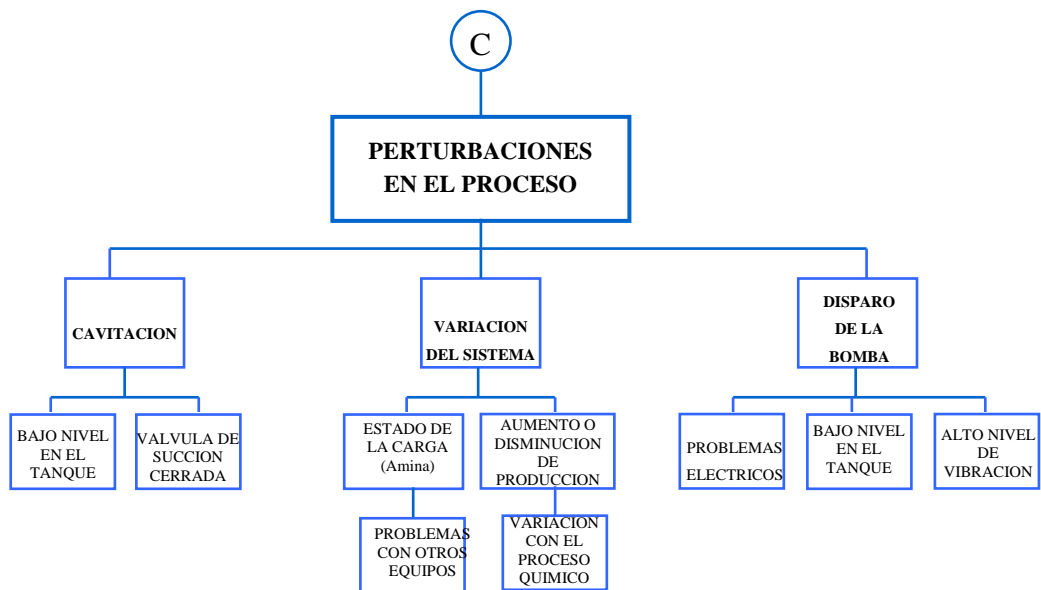 C
PERTURBACIONES
EN EL PROCESO
CAVITACION
VARIACION
DEL SISTEMA
DISPARO
DE LA
BOMBA
BAJO NIVEL
EN EL
TANQUE
VALVULA DE
SUCCION
CERRADA
ESTADO DE
LA CARGA
(Amina)
AUMENTO O
DISMINUCION
DE
PRODUCCION
PROBLEMAS
ELECTRICOS
BAJO NIVEL
EN EL
TANQUE
ALTO NIVEL
DE
VIBRACION
PROBLEMAS
CON OTROS
EQUIPOS
VARIACION
CON EL
PROCESO
QUIMICO